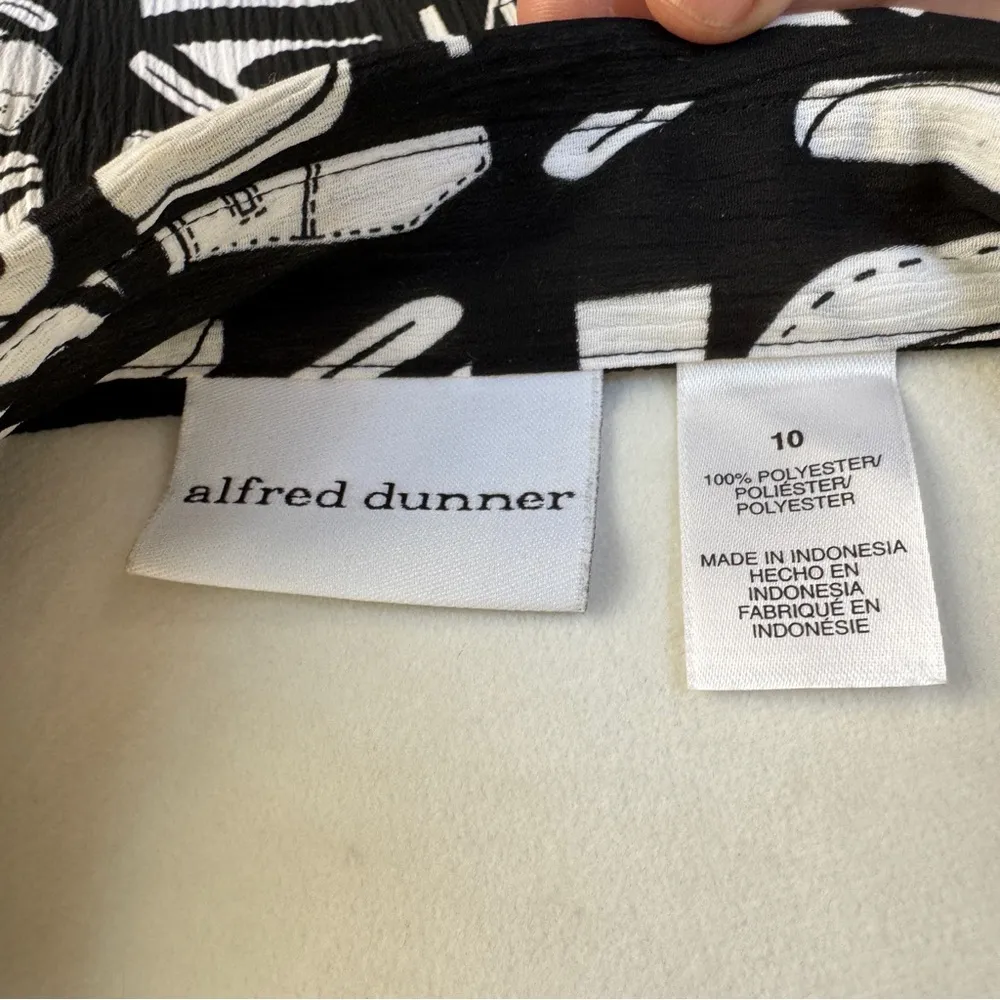 alfred dunner
10
100% POLYESTER/
POLIÉSTER/
POLYESTER
MADE IN INDONESIA
HECHO EN
INDONESIA
FABRIQUÉ EN
INDONÉSIE